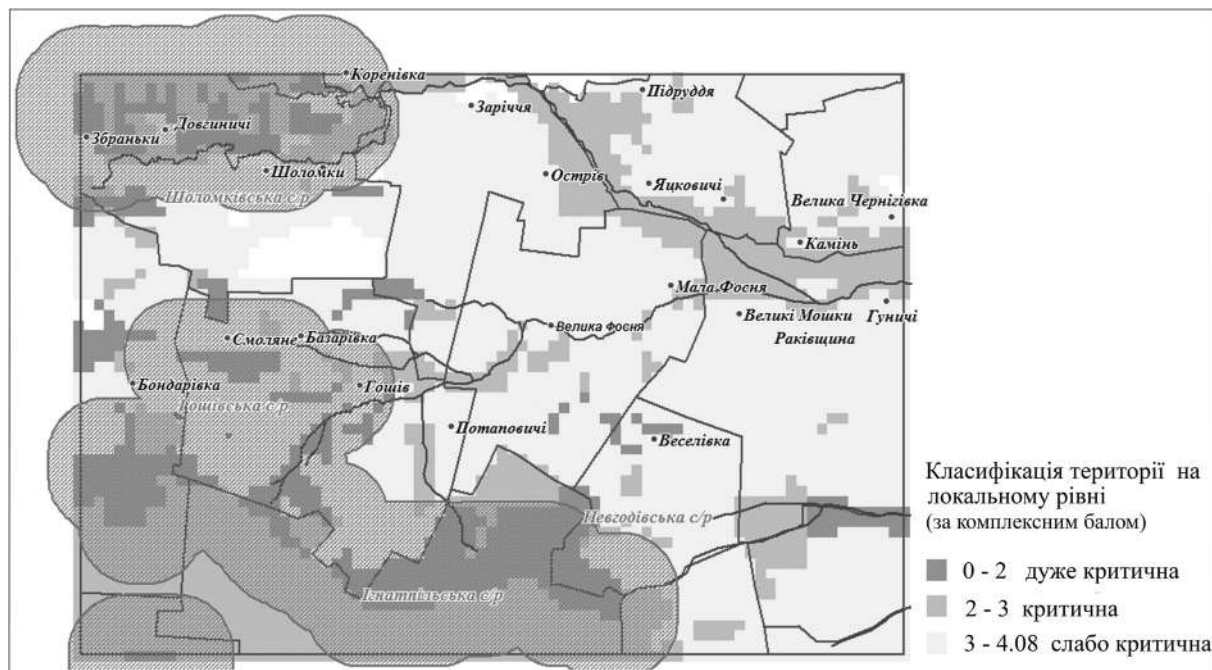 Коренівка
Підруддя
Заріччя
Довгиничі
Збраньки
Шоломки
Острів
Яцковичі
Шоломківська с/р
Велика Чернігівка
Камінь
Мала Фосня
Гуничі
Великі Мошки
Велика Фосня
Раківщина
Смоляне
Базарівка
Бондарівка
Гошів
Гошівська с/р
Потаповичі
Веселівка
Невгодівська с/р
Ігнатпільська с/р
Класифікація території на
локальному рівні
(за комплексним балом)
0 - 2 дуже критична
2 - 3 критична
3 - 4.08 слабо критична